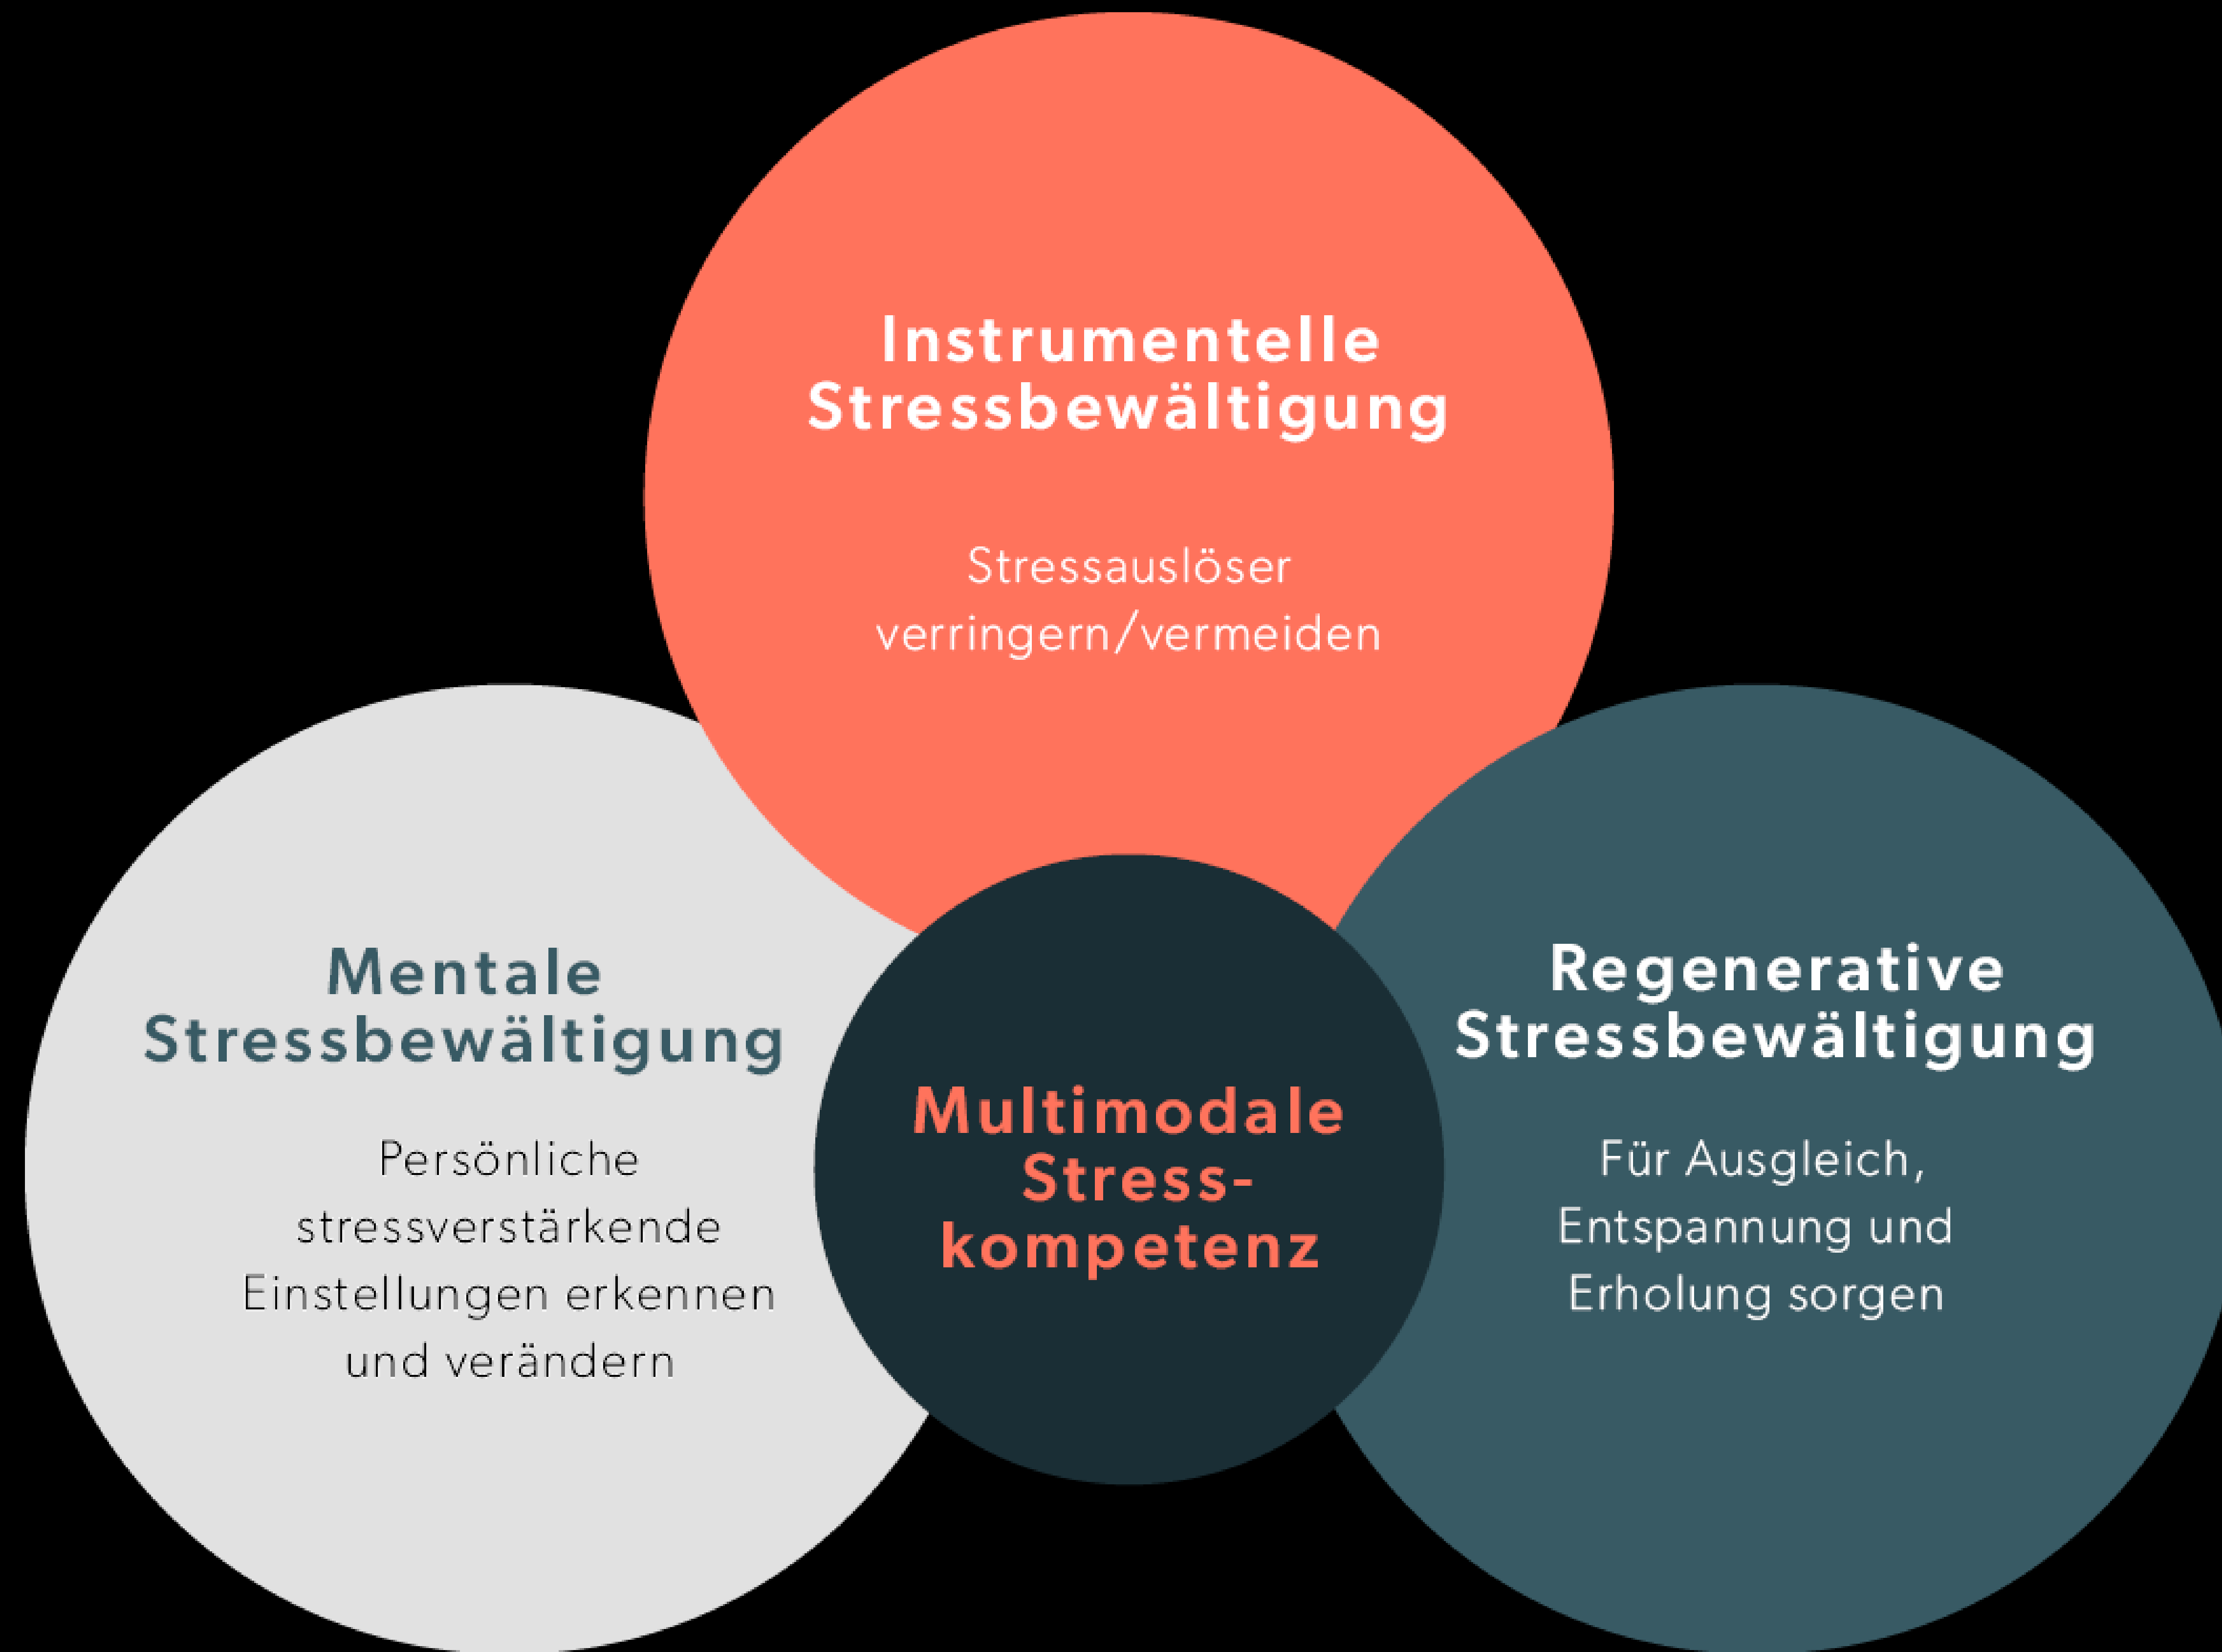 Instrumentelle
Stressbewältigung
Stressauslöser
verringern/vermeiden
Mentale
Stressbewältigung
Persönliche
stressverstärkende
Einstellungen erkennen
und verändern
Multimodale
Stress-
kompetenz
Regenerative
Stressbewältigung
Für Ausgleich,
Entspannung und
Erholung sorgen